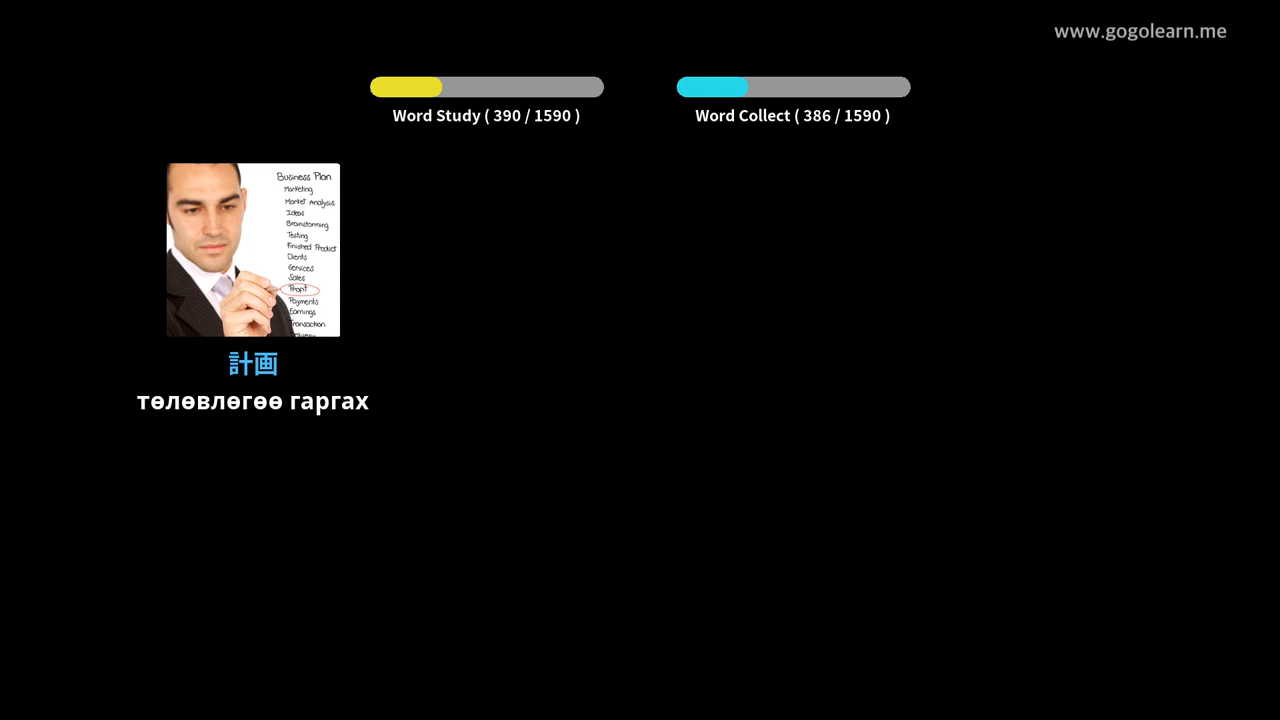 www.gogolearn.me
Word Study ( 390 / 1590 )
Word Collect ( 386 / 1590 )
Business Plan
Marketing
Market Analysis
Ideas
Brainstorming
Testing
Finished Product
Clients
Services
Sales
Profit
Payments
Earnings
Transaction
Delivery
計画
төлөвлөгөө гаргах